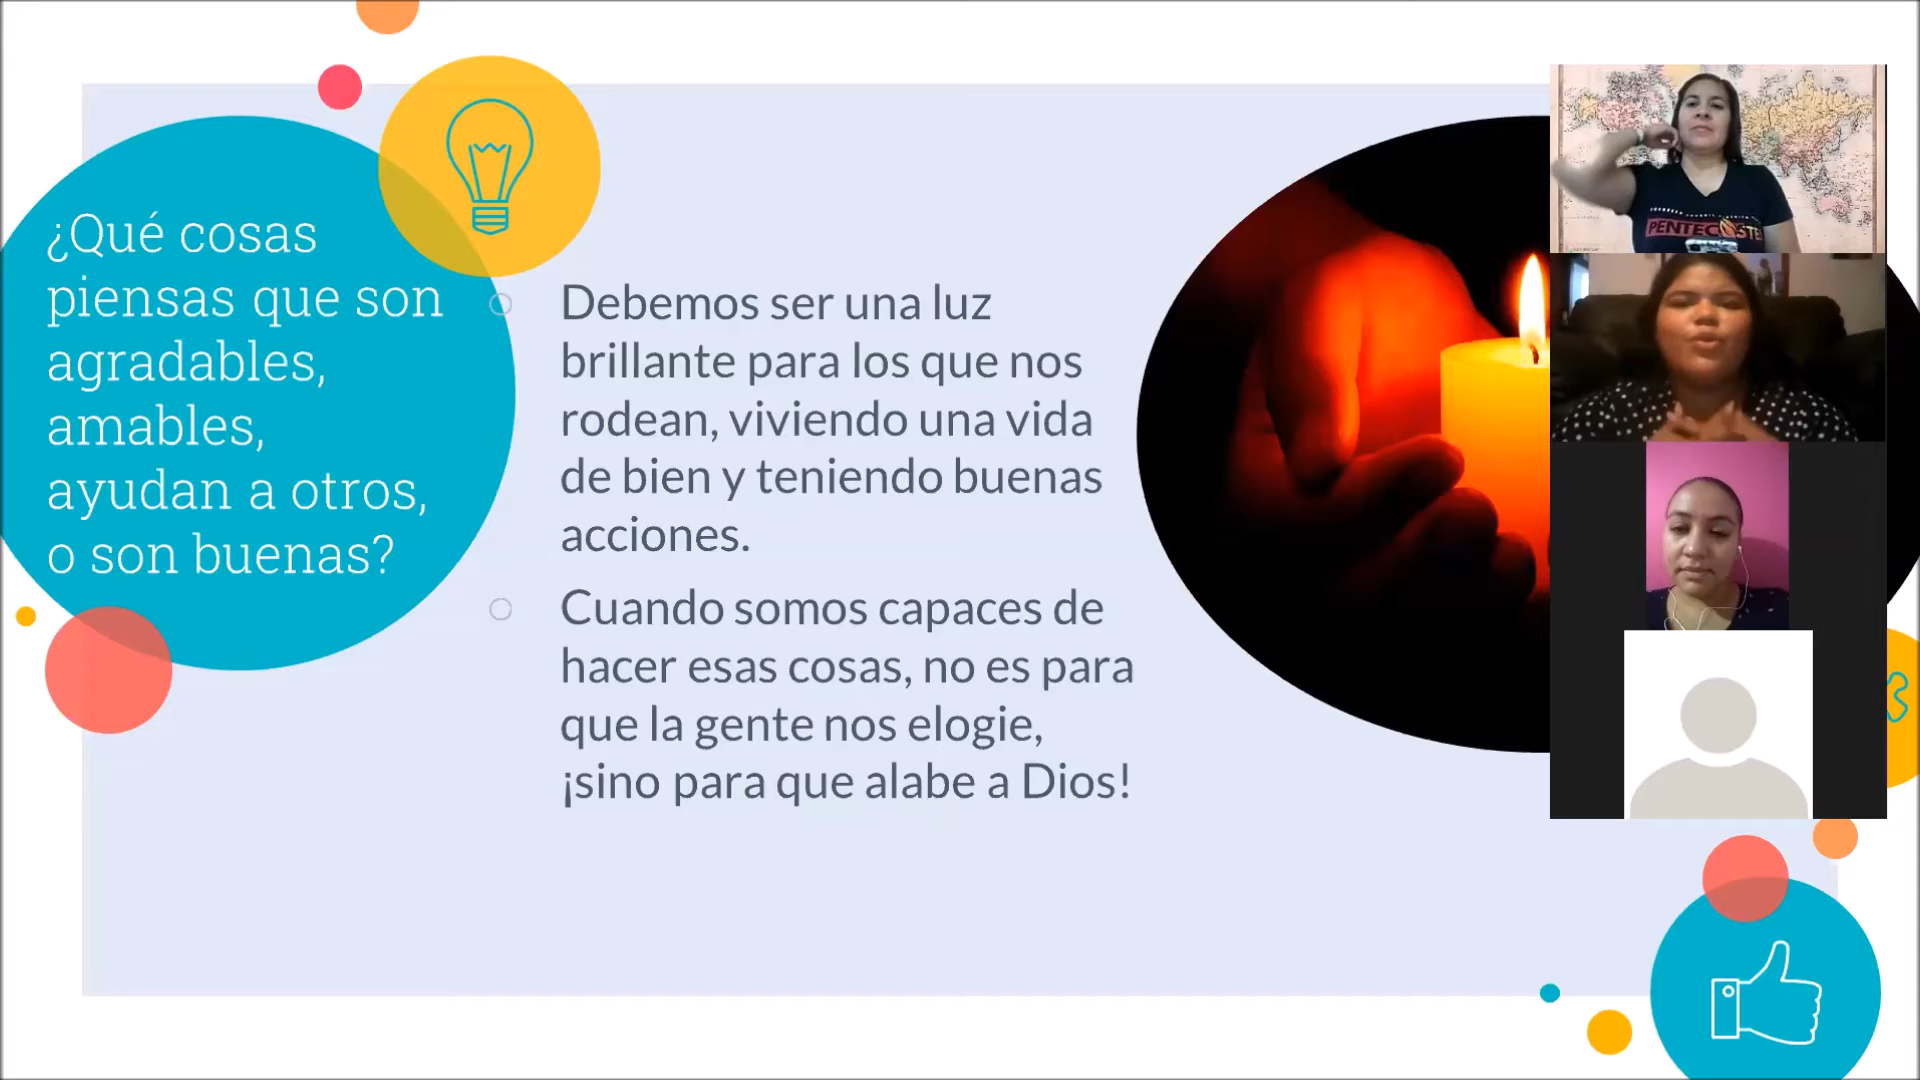 ¿Qué cosas
piensas que son
agradables,
amables,
ayudan a otros,
o son buenas?
Debemos ser una luz
brillante para los que nos
rodean, viviendo una vida
de bien y teniendo buenas
acciones.
Cuando somos capaces de
hacer esas cosas, no es para
que la gente nos elogie,
¡sino para que alabe a Dios!